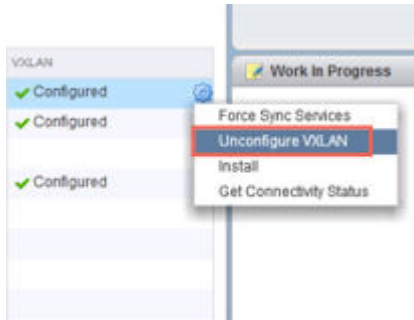 VXLAN
Work In Progress
Configured
Configured
Force Sync Services
Unconfigure VXLAN
Install
Get Connectivity Status
Configured